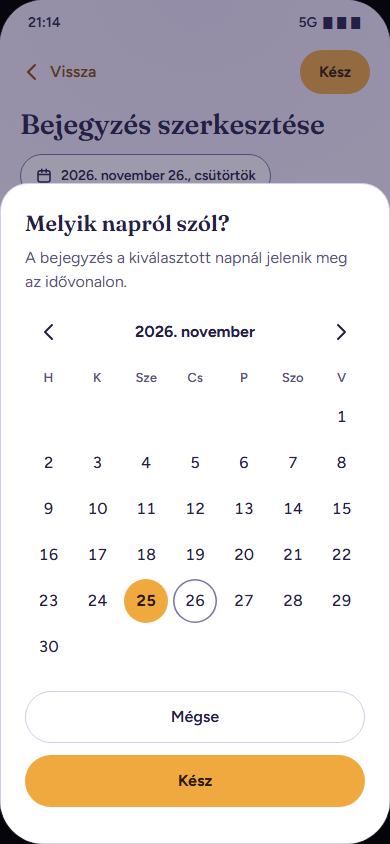 21:14
5G
Vissza
Kész
Bejegyzés szerkesztése
2026. november 26., csütörtök
Melyik napról szól?
A bejegyzés a kiválasztott napnál jelenik meg
az idővonalon.
2026. november
H K Sze Cs P Szo V
1
2 3 4 5 6 7 8
9 10 11 12 13 14 15
16 17 18 19 20 21 22
23 24 25 26 27 28 29
30
Mégse
Kész